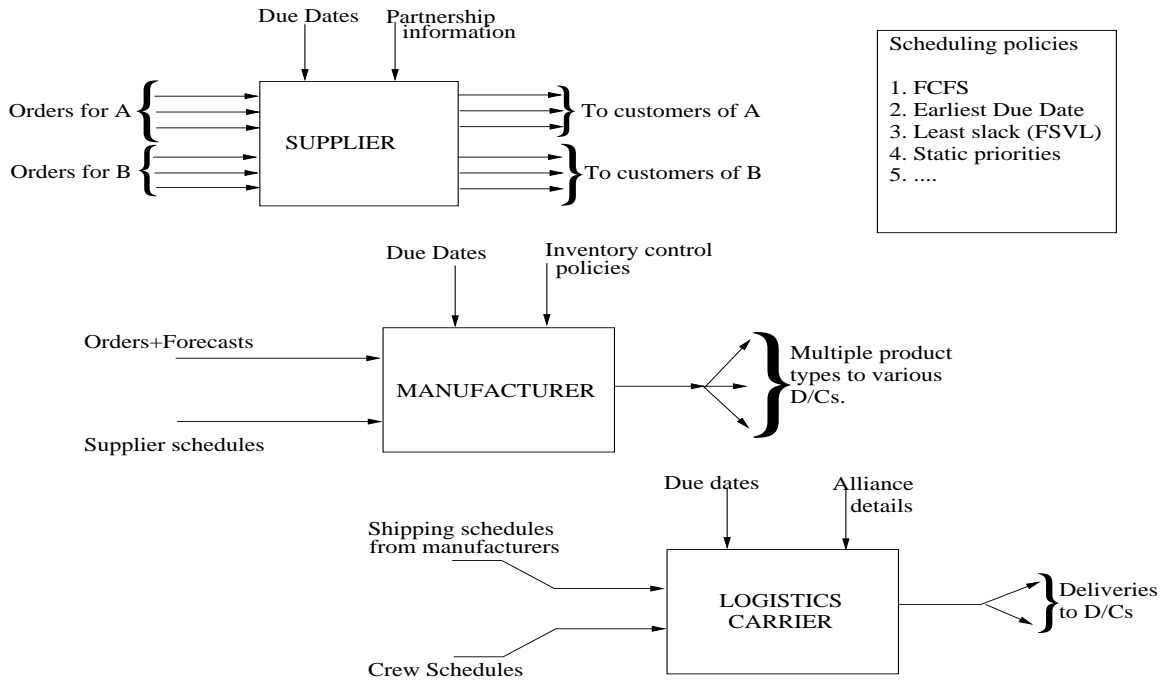 Due Dates
Partnership
information
Orders for A
Orders for B
SUPPLIER
To customers of A
To customers of B
Scheduling policies
1. FCFS
2. Earliest Due Date
3. Least slack (FSVL)
4. Static priorities
5. ....
Due Dates
Inventory control
policies
Orders+Forecasts
Supplier schedules
MANUFACTURER
Multiple product
types to various
D/Cs.
Due dates
Alliance
details
Shipping schedules
from manufacturers
Crew Schedules
LOGISTICS
CARRIER
Deliveries
to D/Cs